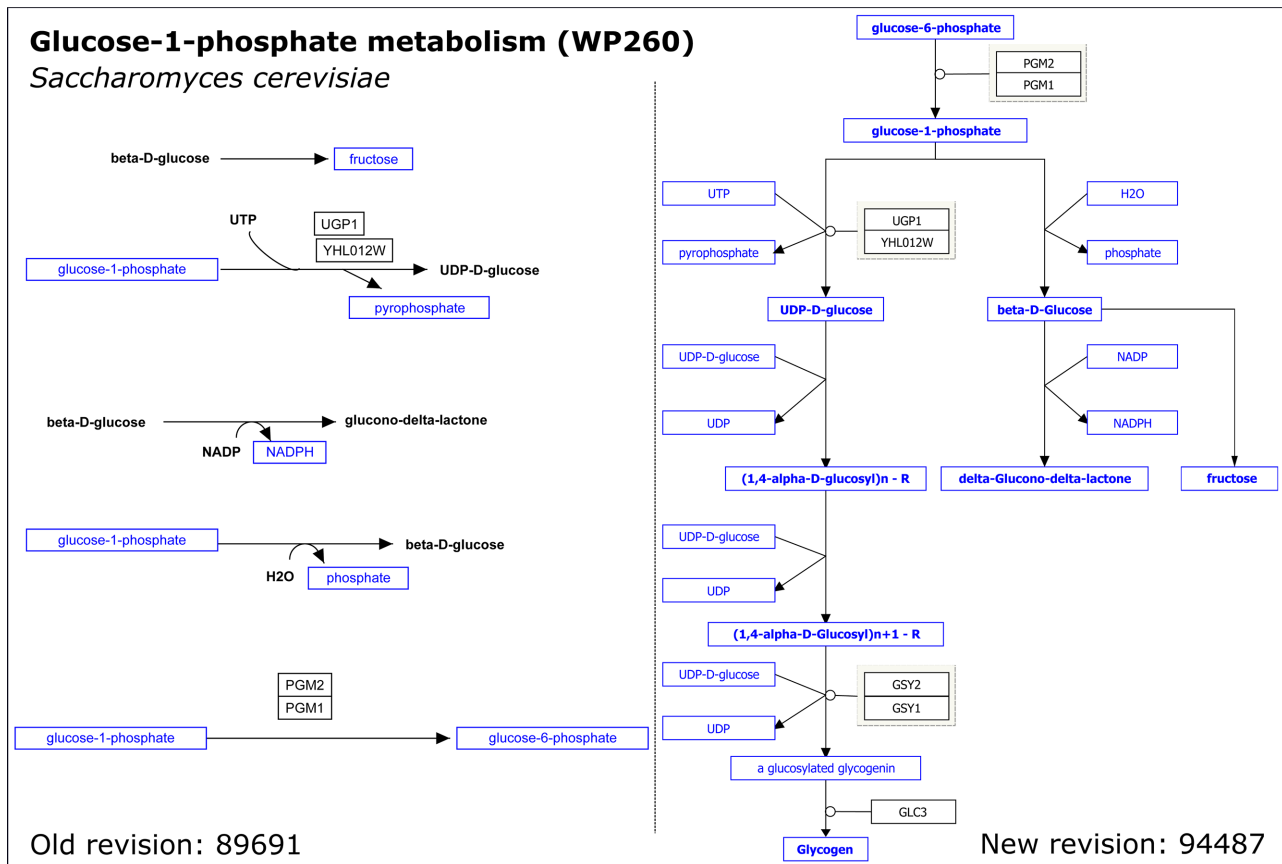 Glucose-1-phosphate metabolism (WP260)
Saccharomyces cerevisiae
beta-D-glucose
fructose
UTP
UGP1
YHL012W
glucose-1-phosphate
UDP-D-glucose
pyrophosphate
beta-D-glucose
glucono-delta-lactone
NADP
NADPH
glucose-1-phosphate
beta-D-glucose
H2O
phosphate
PGM2
PGM1
glucose-1-phosphate
glucose-6-phosphate
Old revision: 89691
glucose-6-phosphate
PGM2
PGM1
glucose-1-phosphate
UTP
H2O
UGP1
YHL012W
pyrophosphate
phosphate
UDP-D-glucose
beta-D-Glucose
UDP-D-glucose
NADP
UDP
NADPH
(1,4-alpha-D-glucosyl)n - R
delta-Glucono-delta-lactone
fructose
UDP-D-glucose
UDP
(1,4-alpha-D-Glucosyl)n+1 - R
UDP-D-glucose
GSY2
GSY1
UDP
a glucosylated glycogenin
GLC3
Glycogen
New revision: 94487